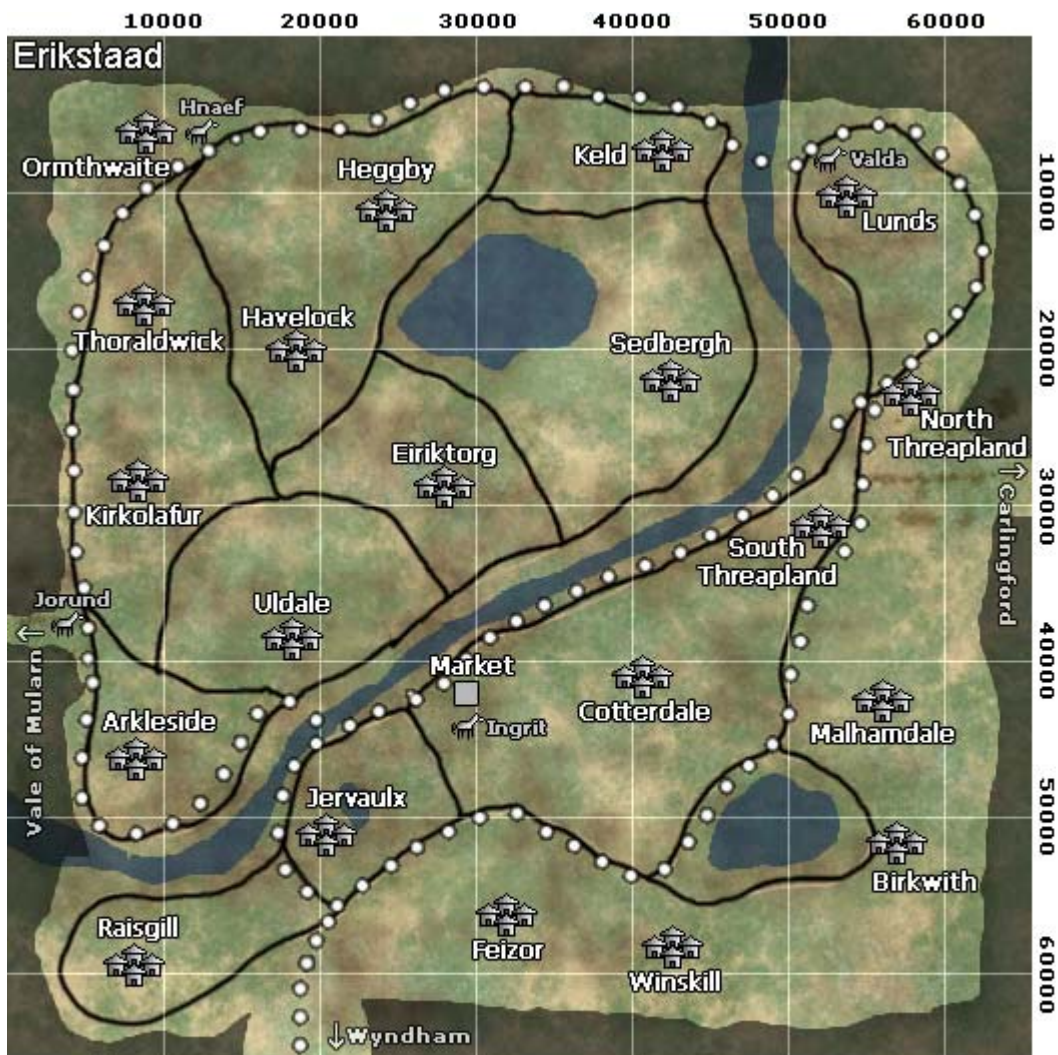 10000 20000 30000 40000 50000 60000
Erikstaad
Hnaef
Ormthwaite
Heggby
Keld
Valda
Lunds
10000
Thoraldwick
Havelock
Sedbergh
20000
Eiriktorg
North
Threapland
Kirkolafur
30000
South
Threapland
Carlingford
Jorund
Uldale
Vale of Mularn
Market
40000
Arkleside
Ingrit
Cotterdale
Malhamdale
Jervaulx
50000
Birkwith
Raisgill
Feizor
Winskill
60000
Wyndham